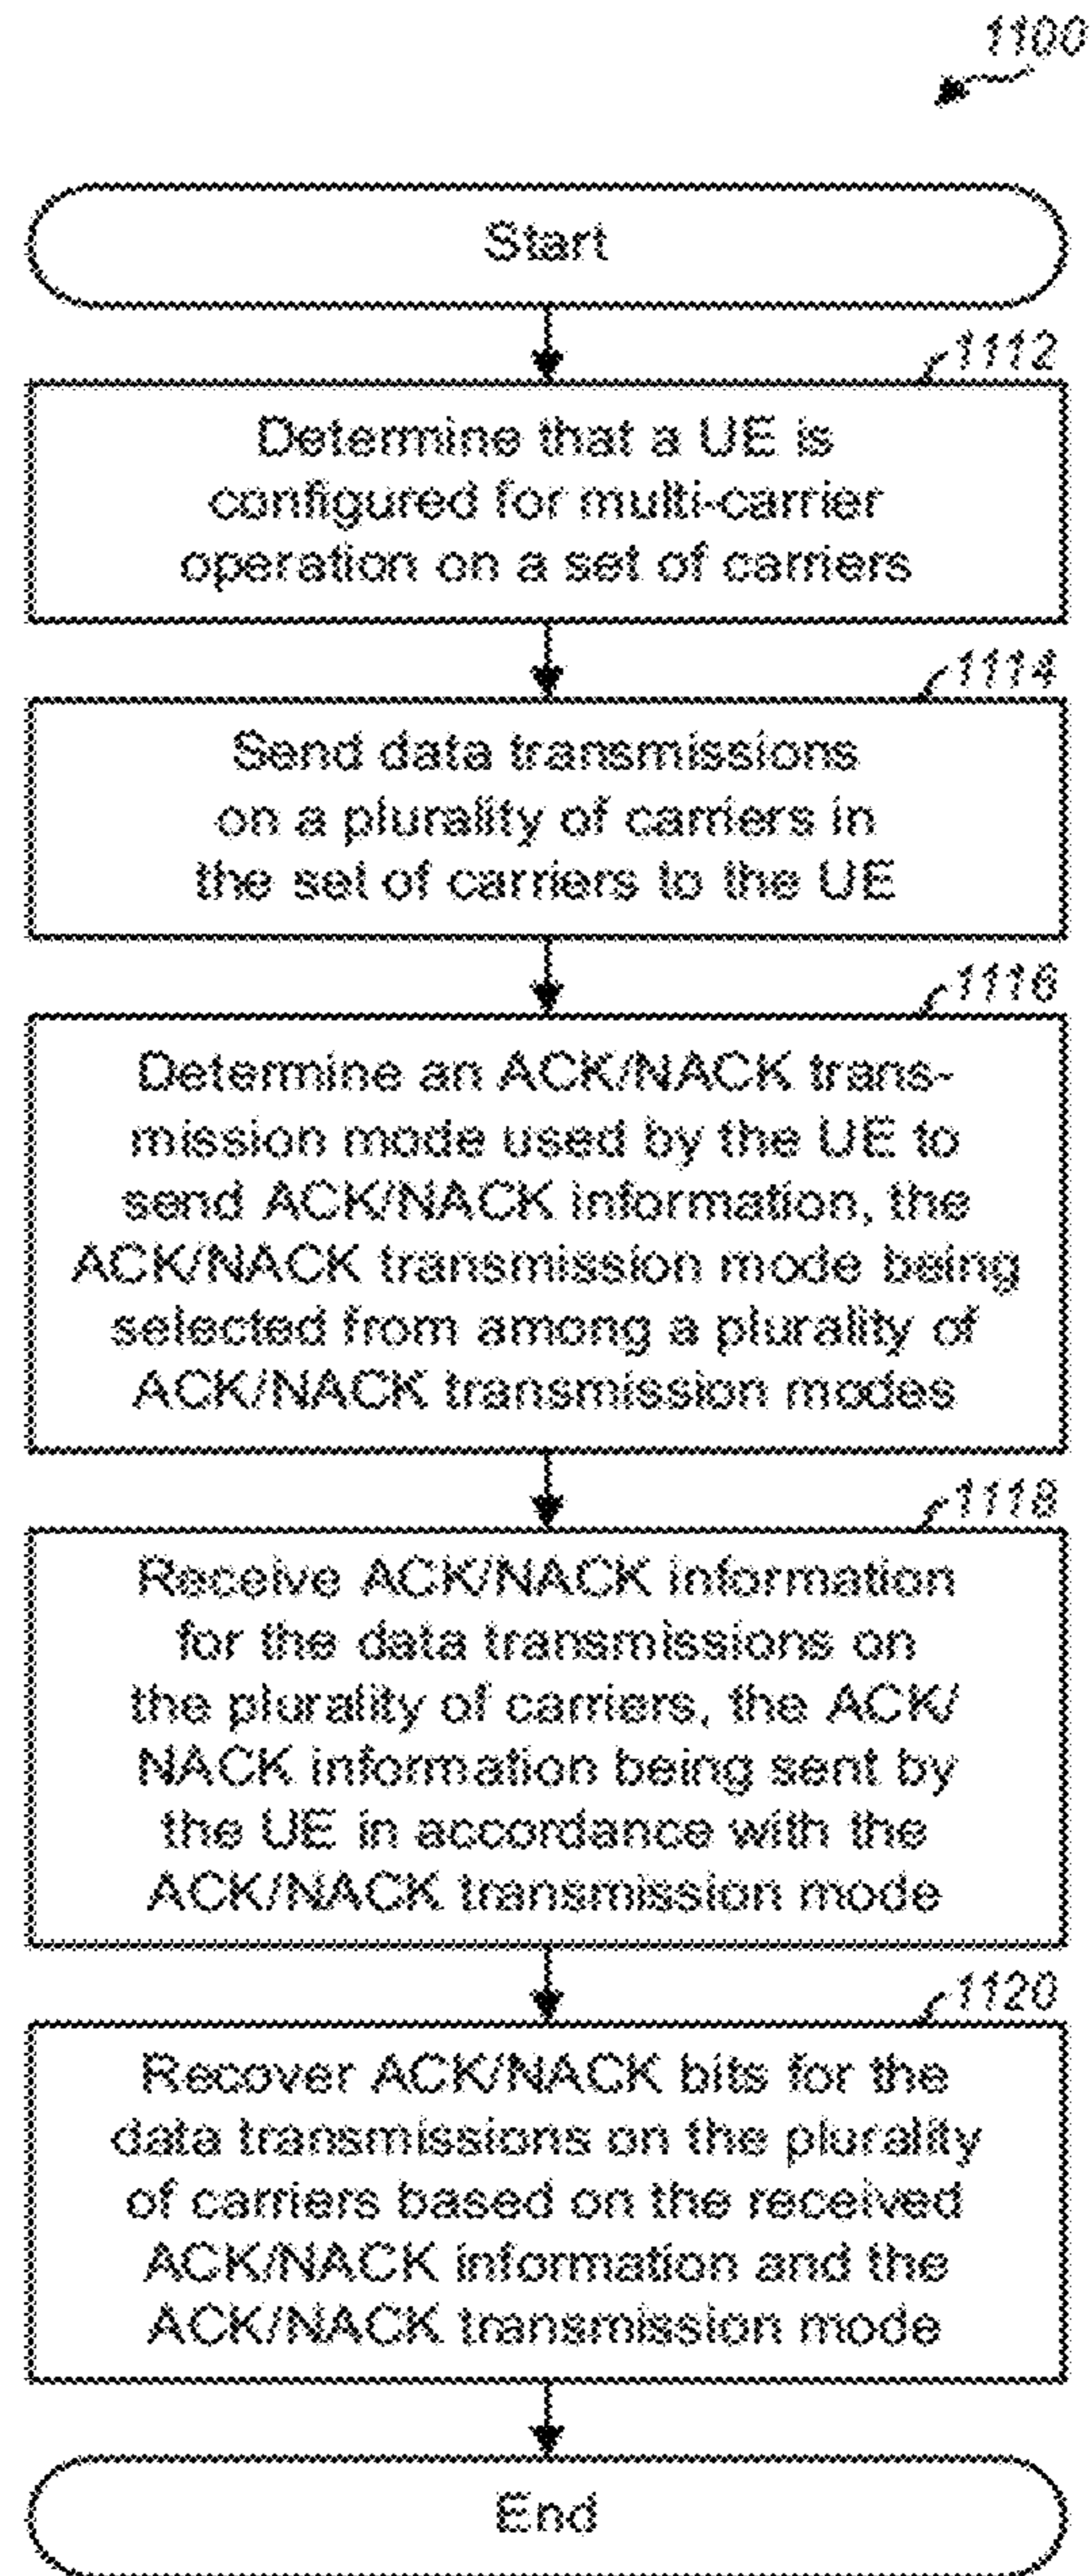 1100
Start
1112
Determine that a UE is
configured for multi-carrier
operation on a set of carriers
1114
Send data transmissions
on a plurality of carriers in
the set of carriers to the UE
1116
Determine an ACK/NACK trans-
mission mode used by the UE to
send ACK/NACK information, the
ACK/NACK transmission mode being
selected from among a plurality of
ACK/NACK transmission modes
1118
Receive ACK/NACK information
for the data transmissions on
the plurality of carriers, the ACK/
NACK information being sent by
the UE in accordance with the
ACK/NACK transmission mode
1120
Recover ACK/NACK bits for the
data transmissions on the plurality
of carriers based on the received
ACK/NACK information and the
ACK/NACK transmission mode
End